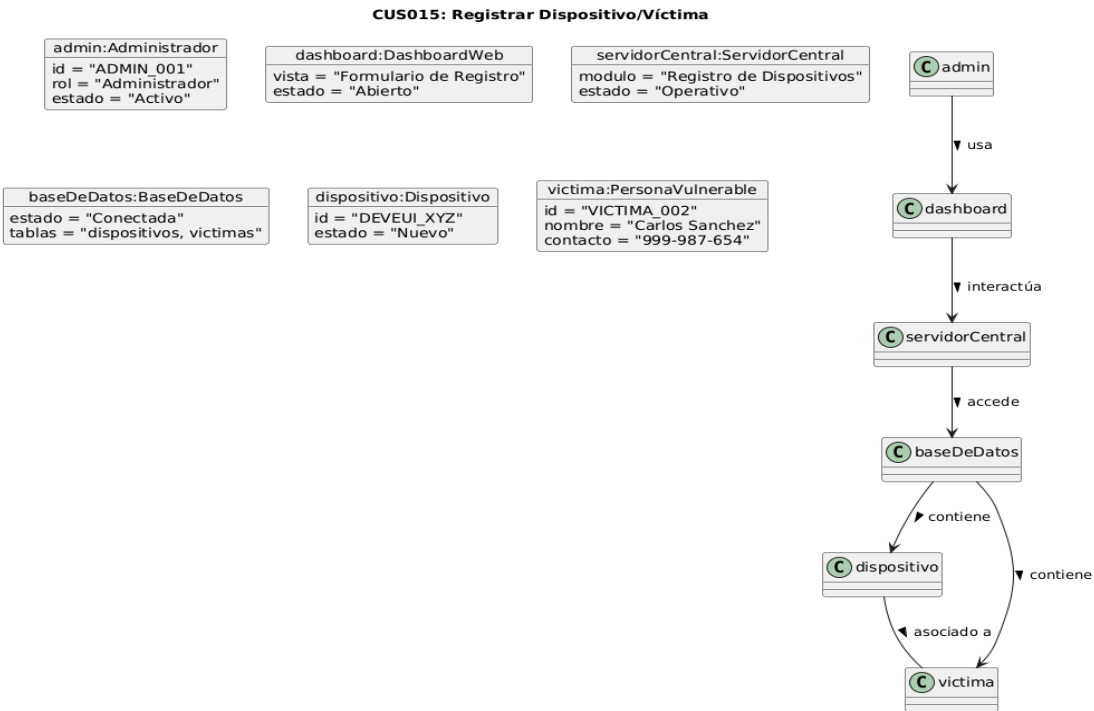 CUS015: Registrar Dispositivo/Víctima
admin:Administrador
id = "ADMIN_001"
rol = "Administrador"
estado = "Activo"
dashboard:DashboardWeb
vista = "Formulario de Registro"
estado = "Abierto"
servidorCentral:ServidorCentral
modulo = "Registro de Dispositivos"
estado = "Operativo"
C admin
usa
baseDeDatos:BaseDeDatos
estado = "Conectada"
tablas = "dispositivos, victimas"
dispositivo:Dispositivo
id = "DEVEUI_XYZ"
estado = "Nuevo"
victima:PersonaVulnerable
id = "VICTIMA_002"
nombre = "Carlos Sanchez"
contacto = "999-987-654"
C dashboard
interactúa
C servidorCentral
accede
C baseDeDatos
contiene
C dispositivo
contiene
asociado a
C victima